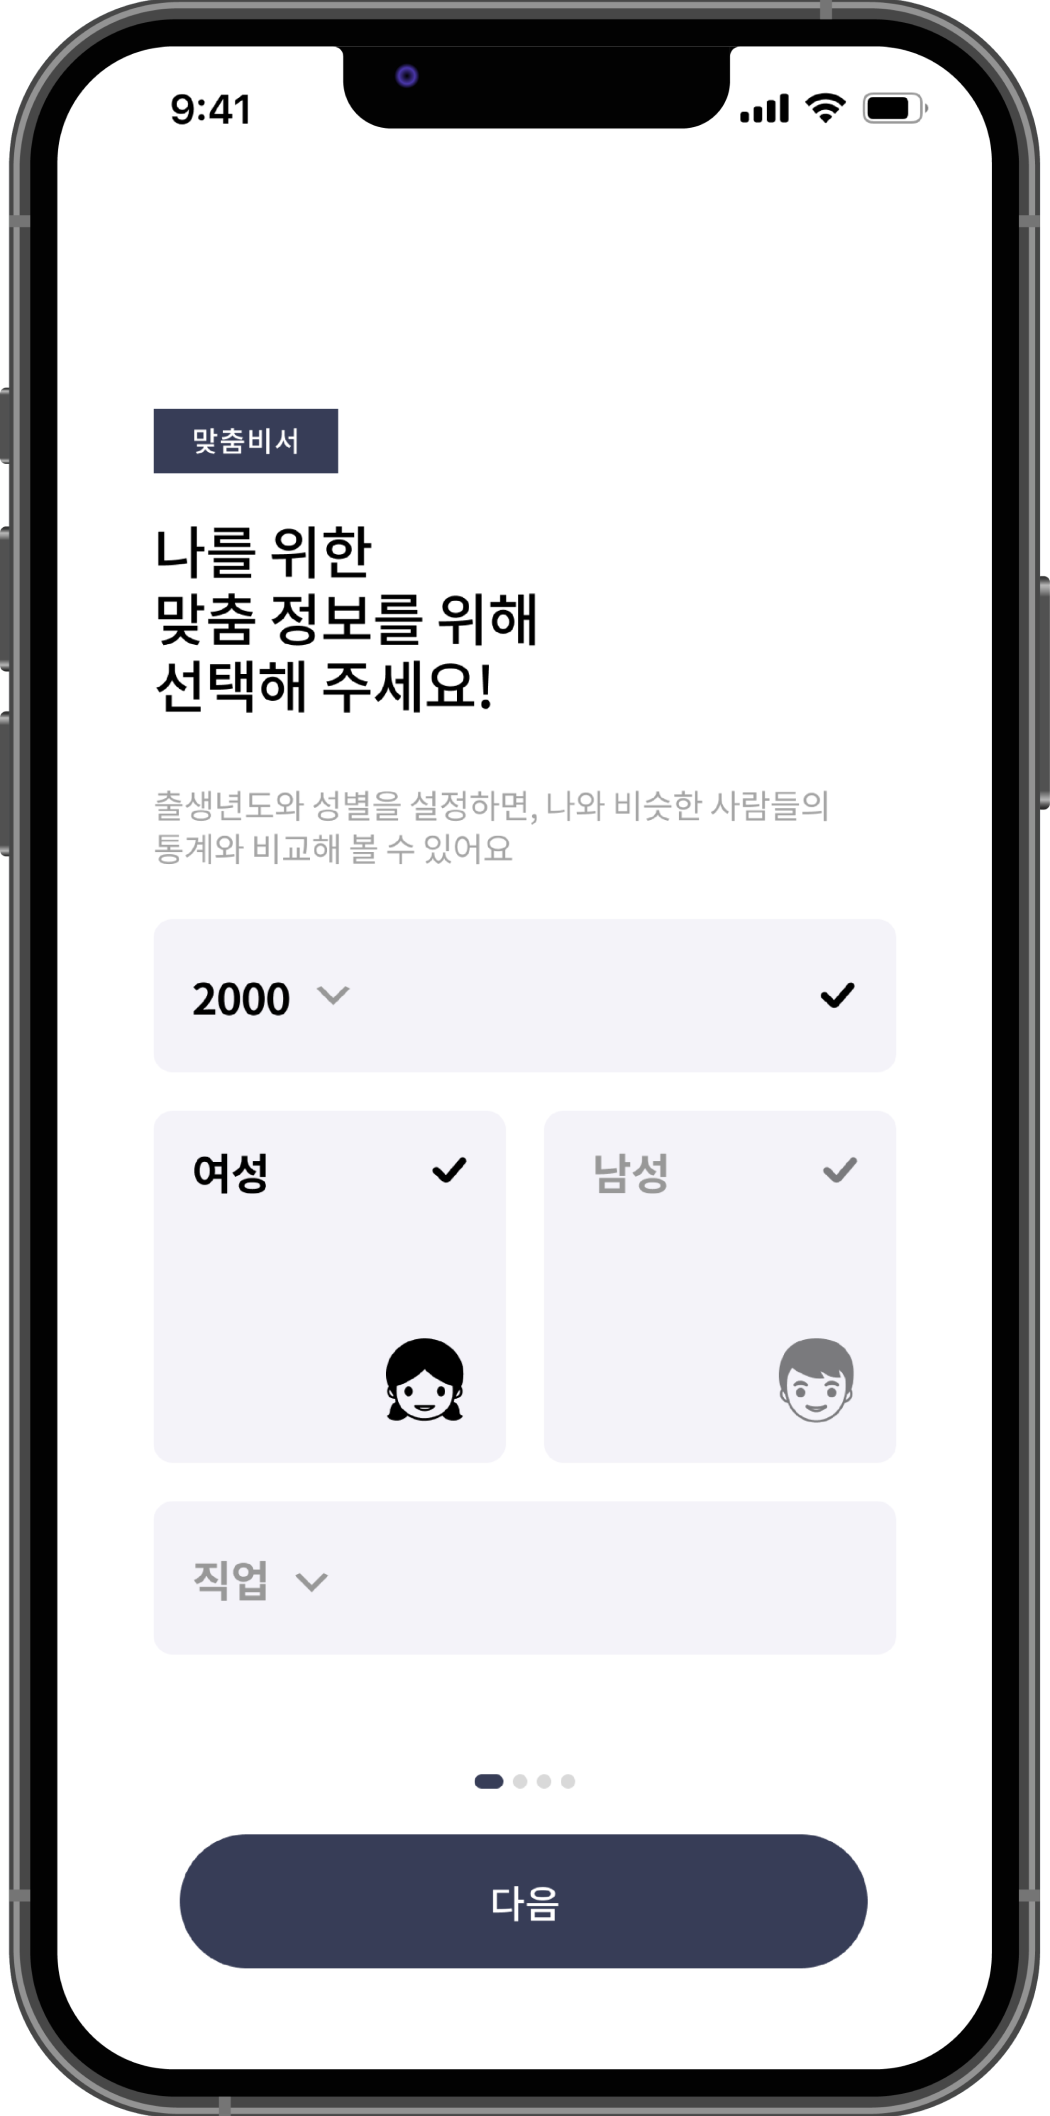 9:41
맞춤비서
나를 위한
맞춤 정보를 위해
선택해 주세요!
출생년도와 성별을 설정하면, 나와 비슷한 사람들의
통계와 비교해 볼 수 있어요
2000
여성
남성
직업
다음